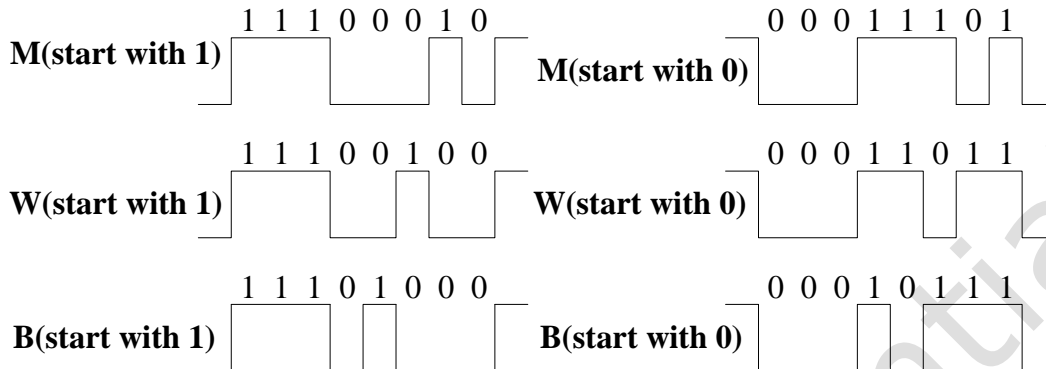 1 1 1 0 0 0 1 0
M(start with 1)
0 0 0 1 1 1 0 1
M(start with 0)
1 1 1 0 0 1 0 0
W(start with 1)
0 0 0 1 1 0 1 1
W(start with 0)
1 1 1 0 1 0 0 0
B(start with 1)
0 0 0 1 0 1 1 1
B(start with 0)